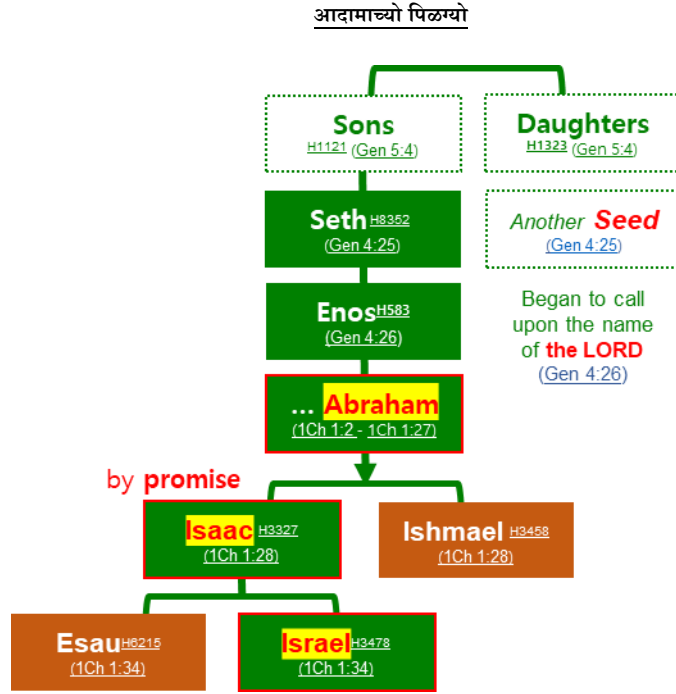 आदामाच्यो पिळग्यो
Sons
H1121 (Gen 5:4)
Daughters
H1323 (Gen 5:4)
Seth H8352
(Gen 4:25)
Another Seed
(Gen 4:25)
Enos H583
(Gen 4:26)
Began to call
upon the name
of the LORD
(Gen 4:26)
... Abraham
(1Ch 1:2 - 1Ch 1:27)
by promise
Isaac H3327
(1Ch 1:28)
Ishmael H3458
(1Ch 1:28)
Esau H6215
(1Ch 1:34)
Israel H3478
(1Ch 1:34)